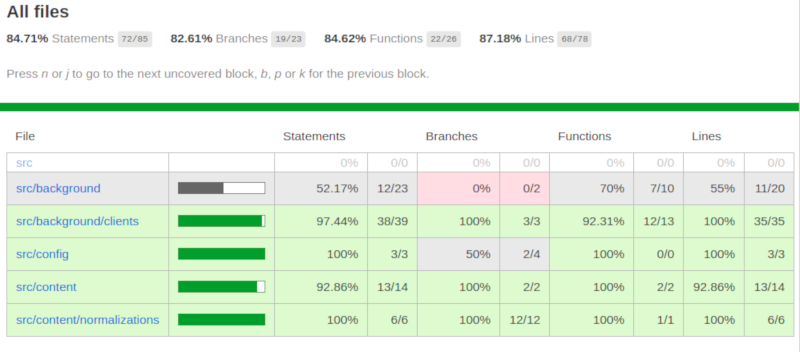 All files
84.71% Statements 72/85 82.61% Branches 19/23 84.62% Functions 22/26 87.18% Lines 68/78
Press n or j to go to the next uncovered block, b, p or k for the previous block.
File Statements Branches Functions Lines
src 0% 0/0 0% 0/0 0% 0/0 0% 0/0
src/background 52.17% 12/23 0% 0/2 70% 7/10 55% 11/20
src/background/clients 97.44% 38/39 100% 3/3 92.31% 12/13 100% 35/35
src/config 100% 3/3 50% 2/4 100% 0/0 100% 3/3
src/content 92.86% 13/14 100% 2/2 100% 2/2 92.86% 13/14
src/content/normalizations 100% 6/6 100% 12/12 100% 1/1 100% 6/6